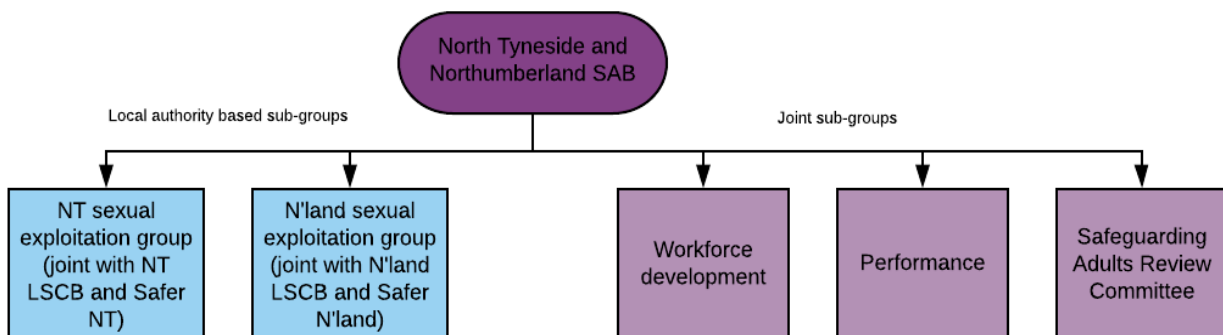 North Tyneside and
Northumberland SAB
Local authority based sub-groups
Joint sub-groups
NT sexual
exploitation group
(joint with NT
LSCB and Safer
NT)
N'land sexual
exploitation group
(joint with N'land
LSCB and Safer
N'land)
Workforce
development
Performance
Safeguarding
Adults Review
Committee